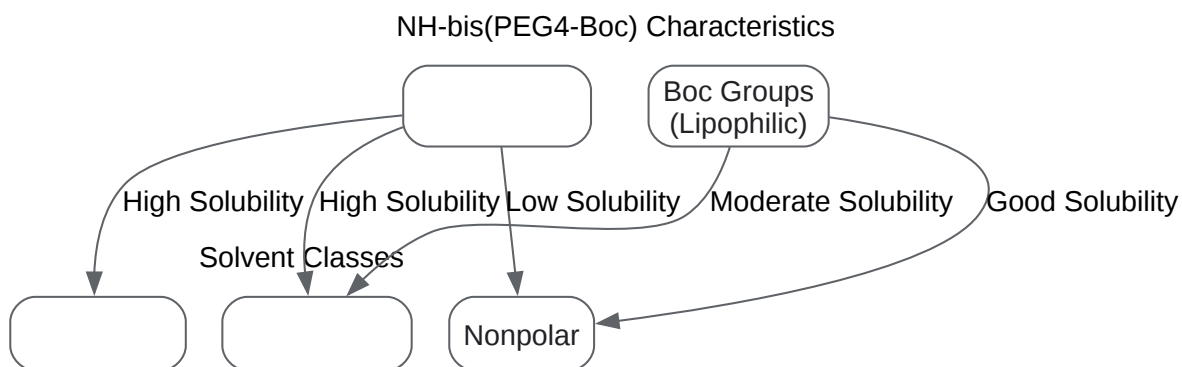 NH-bis(PEG4-Boc) Characteristics
Boc Groups
(Lipophilic)
High Solubility
High Solubility
Low Solubility
Moderate Solubility
Good Solubility
Solvent Classes
Nonpolar